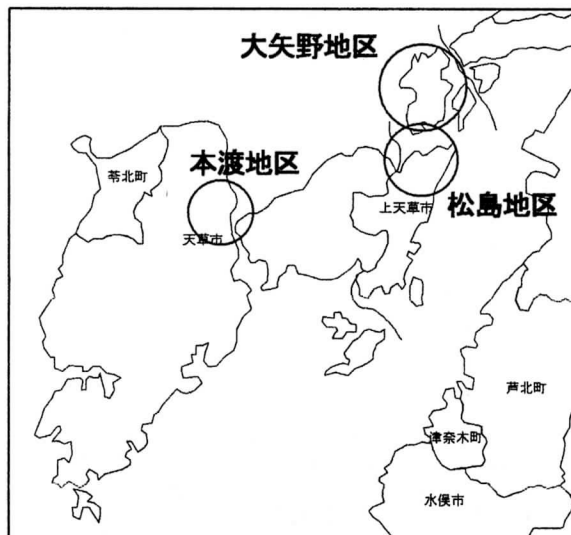 大矢野地区
本渡地区
苓北町
天草市
上天草市
松島地区
芦北町
津奈木町
水俣市